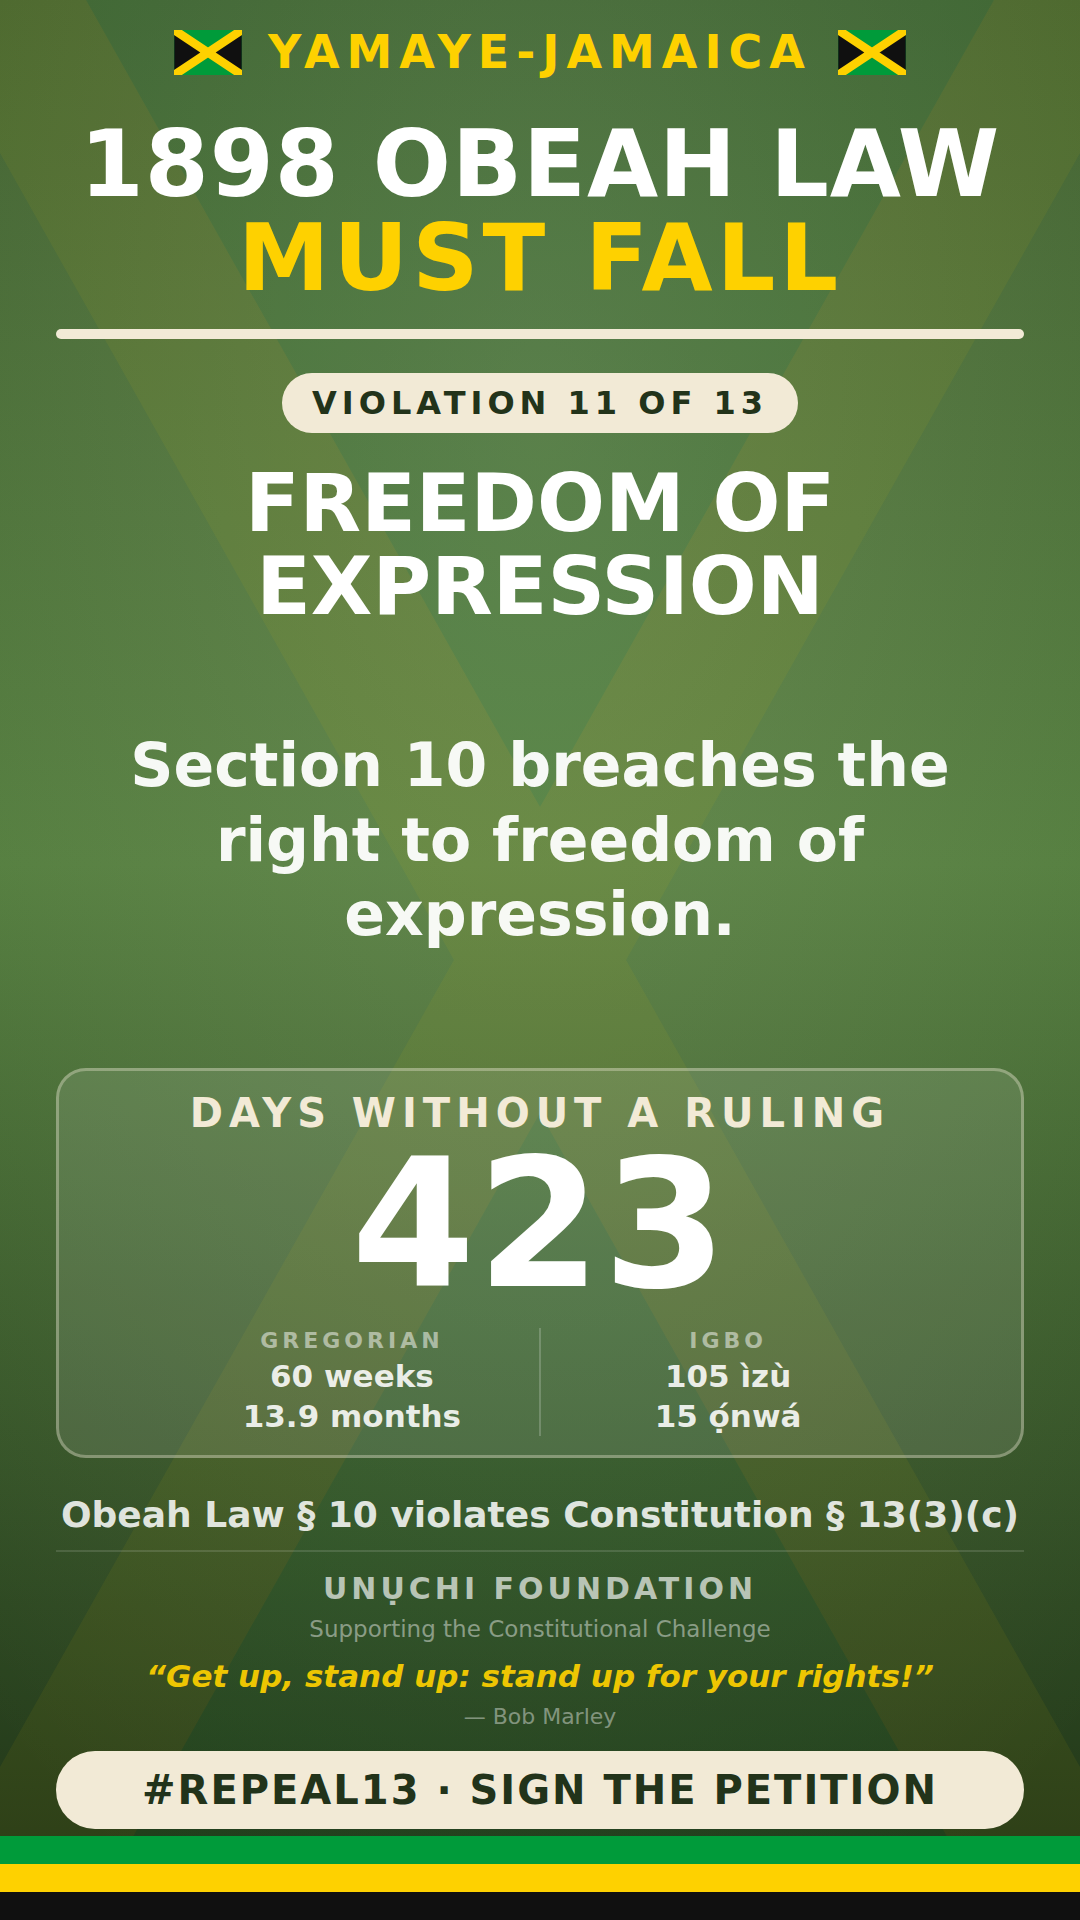 YAMAYE-JAMAICA
1898 OBEAH LAW
MUST FALL
VIOLATION 11 OF 13
FREEDOM OF
EXPRESSION
Section 10 breaches the
right to freedom of
expression.
DAYS WITHOUT A RULING
423
GREGORIAN
60 weeks
13.9 months
IGBO
105 ìzù
15 ọ́nwá
Obeah Law § 10 violates Constitution § 13(3)(c)
UNỤCHI FOUNDATION
Supporting the Constitutional Challenge
“Get up, stand up: stand up for your rights!”
— Bob Marley
#REPEAL13 · SIGN THE PETITION